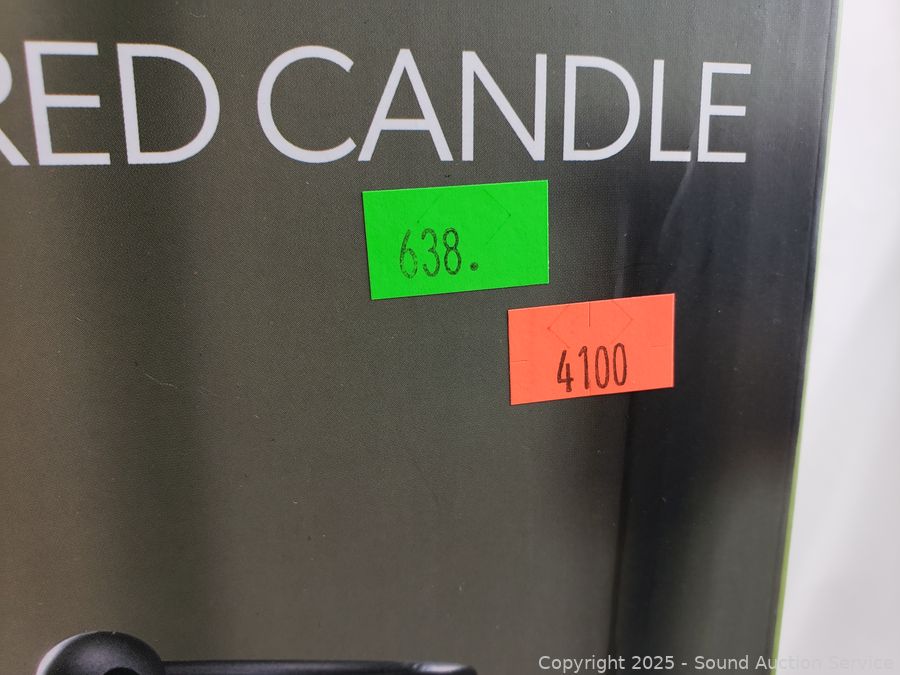 RED CANDLE
638.
4100
Copyright 2025 - Sound Auction Service